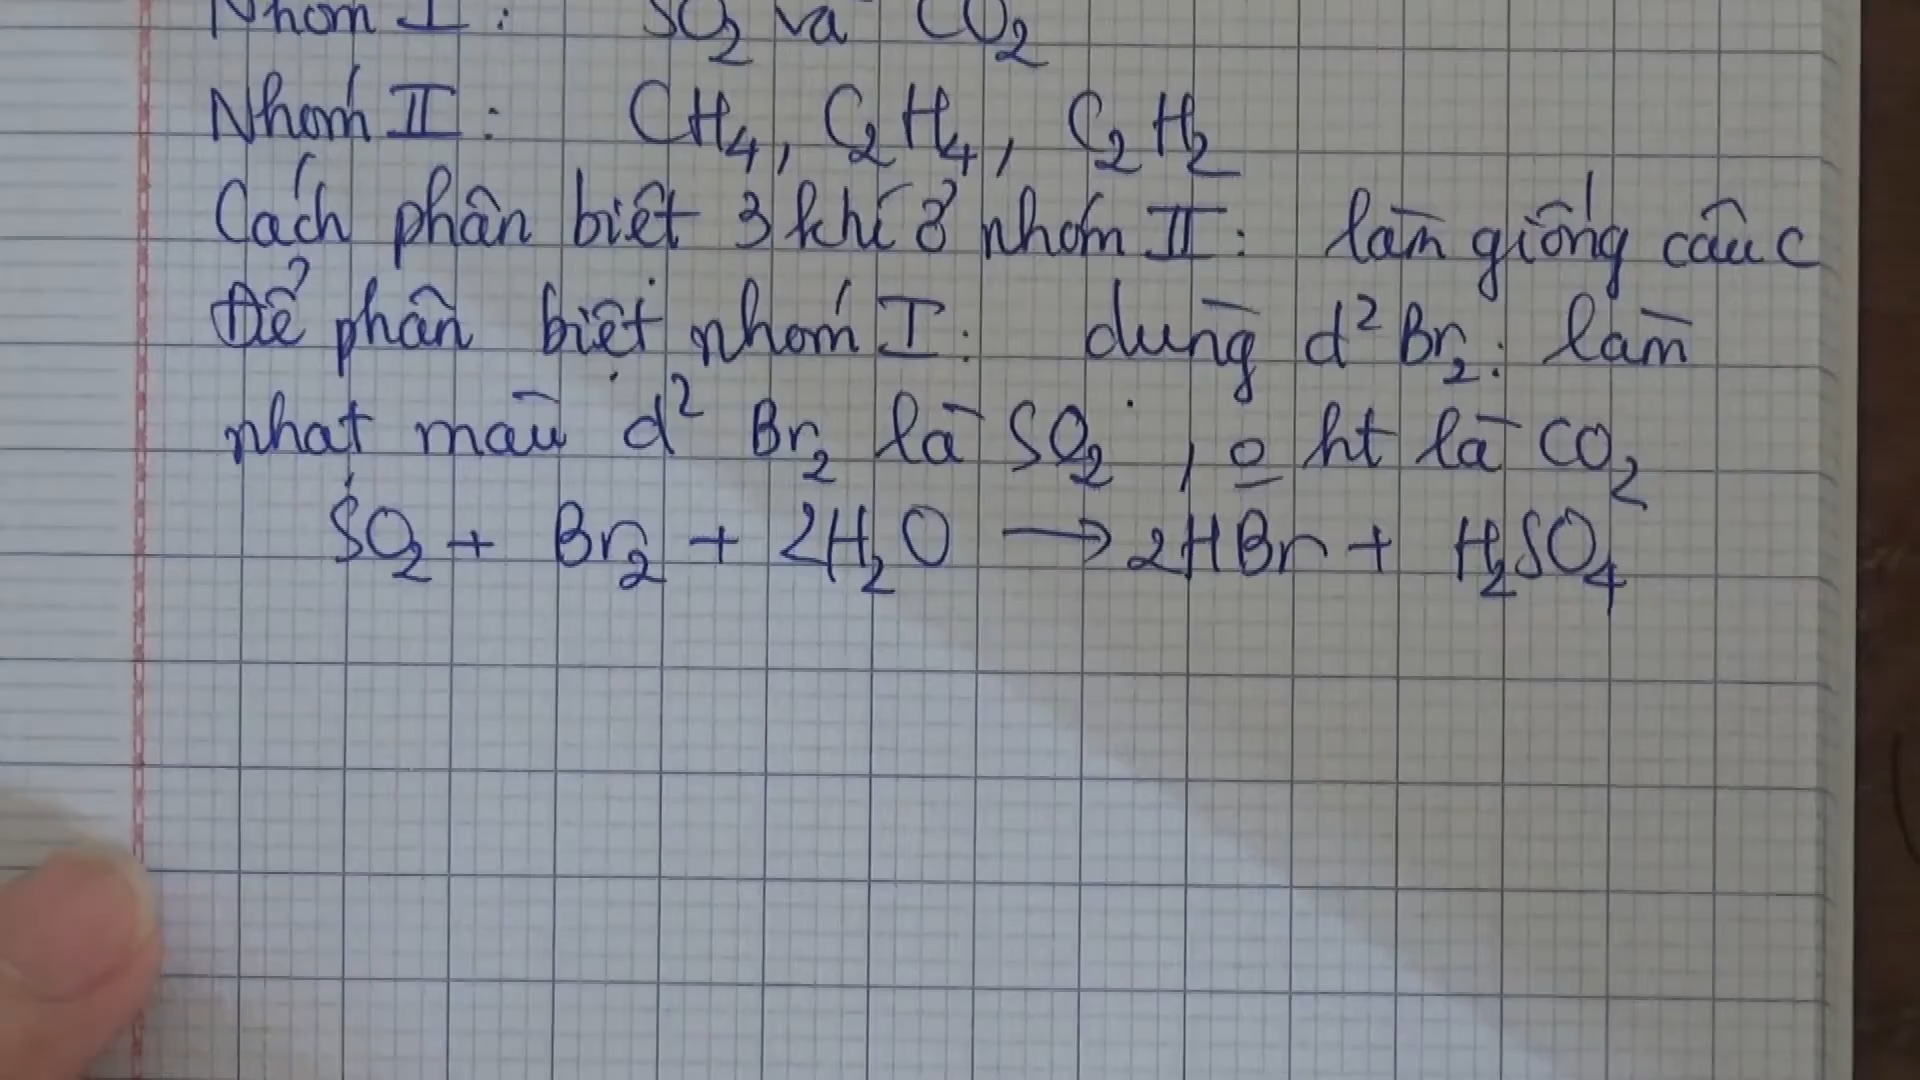 Nhóm I : SO2 và CO2
Nhóm II : CH4, C2H4, C2H2
Cách phân biệt 3 khí ở nhóm II : làm giống câu c
Để phân biệt nhóm I : dùng d² Br2 : làm
nhạt màu d² Br2 là SO2 , o ht là CO2
SO2 + Br2 + 2H2O → 2HBr + H2SO4